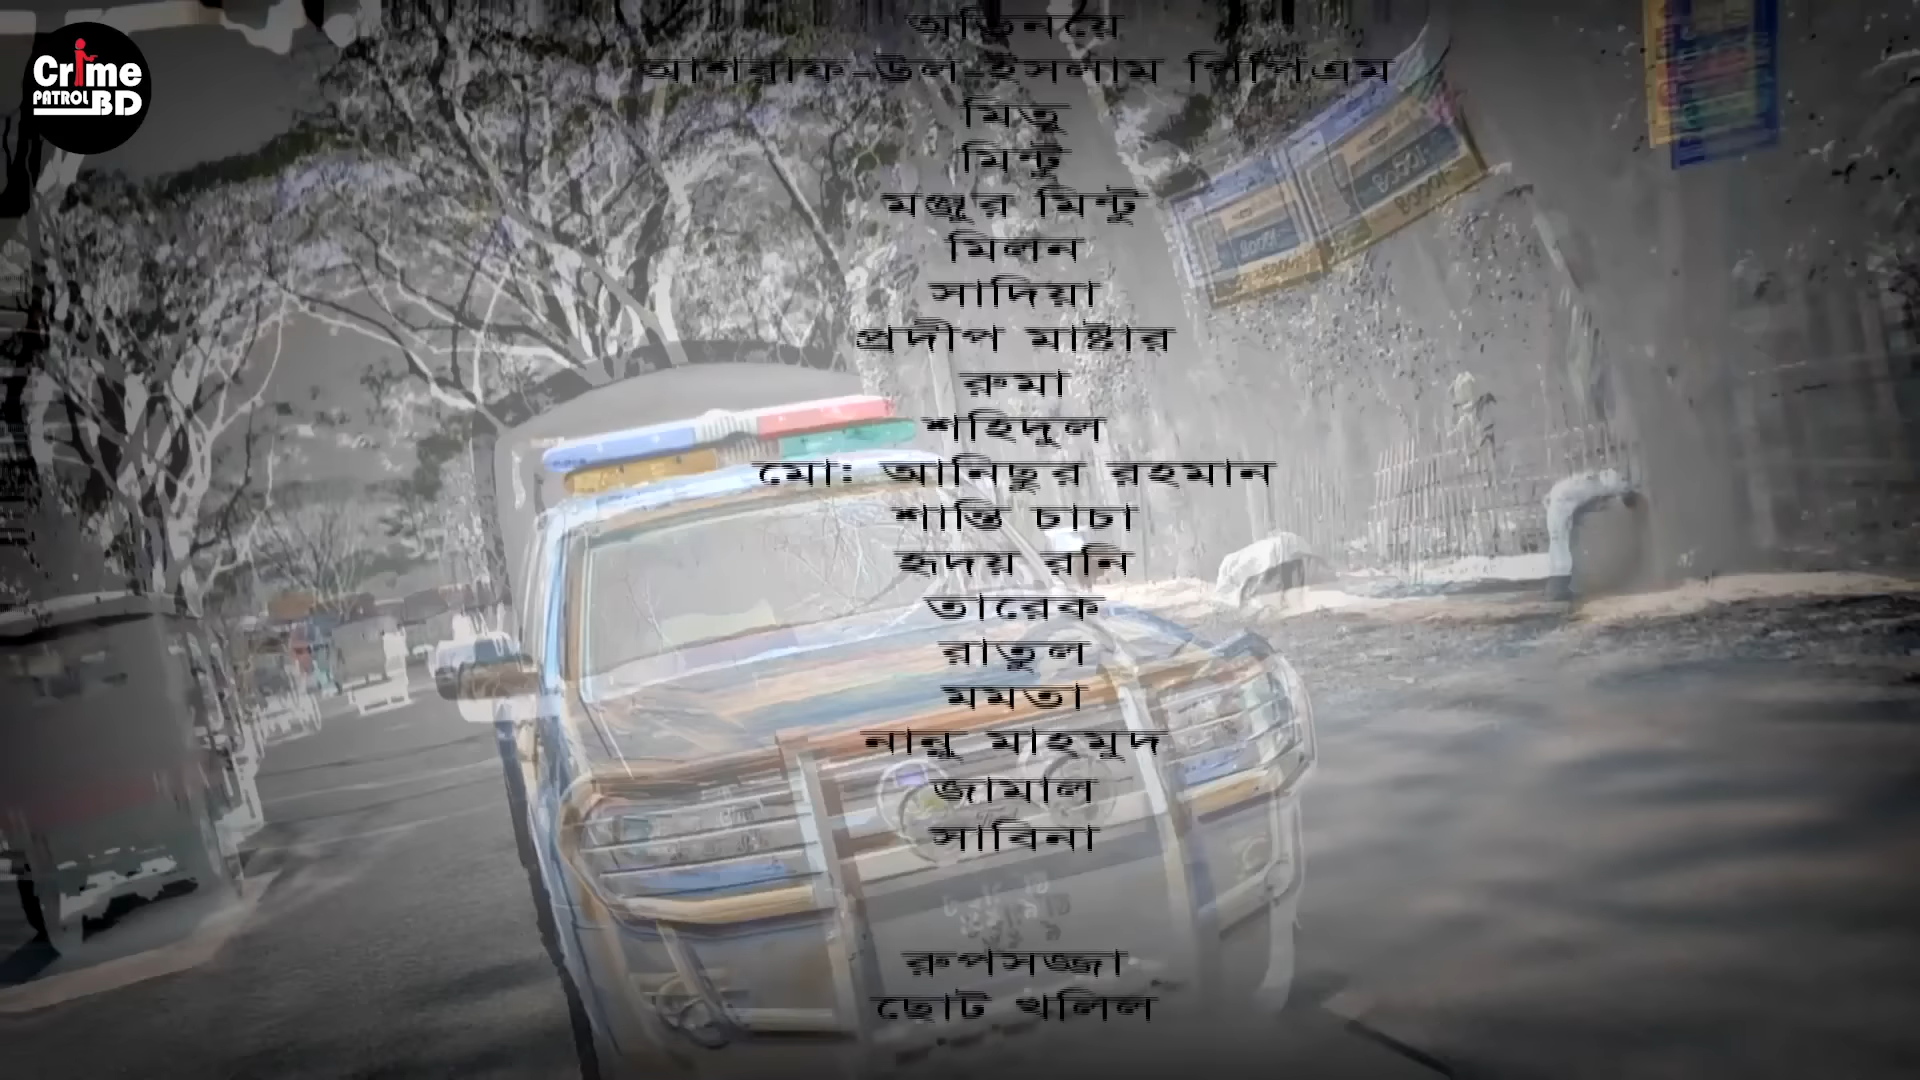 Crime
PATROL BD
অভিনয়ে
আশরাফ-উল-ইসলাম পিপিএম
মিতু
মিন্টু
মঞ্জুর মিন্টু
মিলন
সাদিয়া
প্রদীপ মাষ্টার
রুমা
শহিদুল
মো: আনিছুর রহমান
শান্তি চাচা
হৃদয় রনি
তারেক
রাতুল
মমতা
নান্নু মাহমুদ
জামাল
সাবিনা
রুপসজ্জা
ছোট খলিল